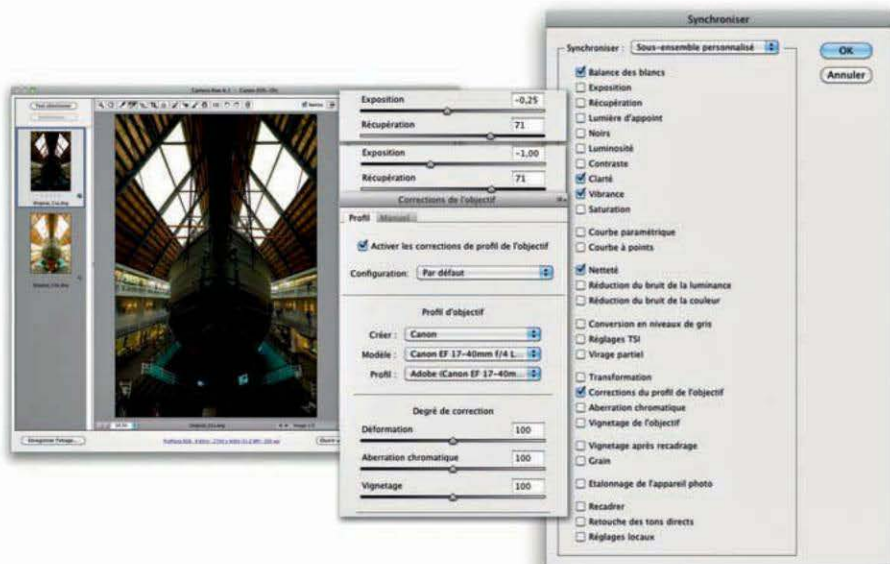 Synchroniser
Synchroniser : Sous-ensemble personnalisé
OK
Annuler
Balance des blancs
Exposition
Récupération
Lumière d'appoint
Noirs
Luminosité
Contraste
Clarté
Vibrance
Saturation
Courbe paramétrique
Courbe à points
Netteté
Réduction du bruit de la luminance
Réduction du bruit de la couleur
Conversion en niveaux de gris
Réglages TSI
Virage partiel
Transformation
Corrections du profil de l'objectif
Aberration chromatique
Vignetage de l'objectif
Vignetage après recadrage
Grain
Etalonnage de l'appareil photo
Recadrer
Retouche des tons directs
Réglages locaux
Exposition -0,25
Récupération 71
Exposition -1,00
Récupération 71
Corrections de l'objectif
Profil Manuel
Activer les corrections de profil de l'objectif
Configuration: Par défaut
Profil d'objectif
Créer : Canon
Modèle : Canon EF 17-40mm f/4 L...
Profil : Adobe (Canon EF 17-40m...
Degré de correction
Déformation 100
Aberration chromatique 100
Vignetage 100
Tout sélectionner
Enregistrer l'image...